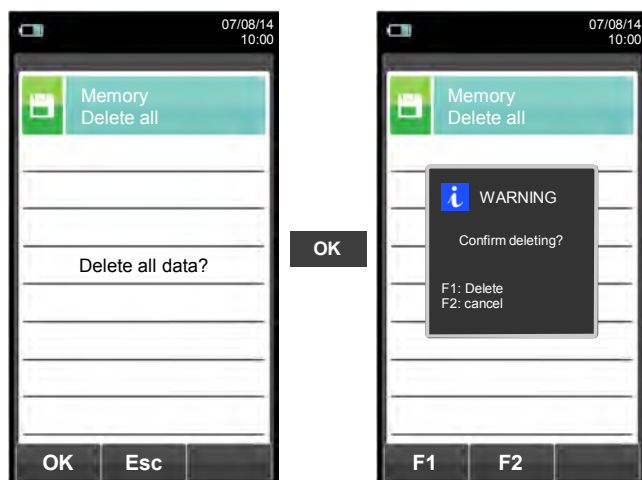 07/08/14
10:00
Memory
Delete all
Delete all data?
OK
Esc
OK
07/08/14
10:00
Memory
Delete all
i WARNING
Confirm deleting?
F1: Delete
F2: cancel
F1
F2